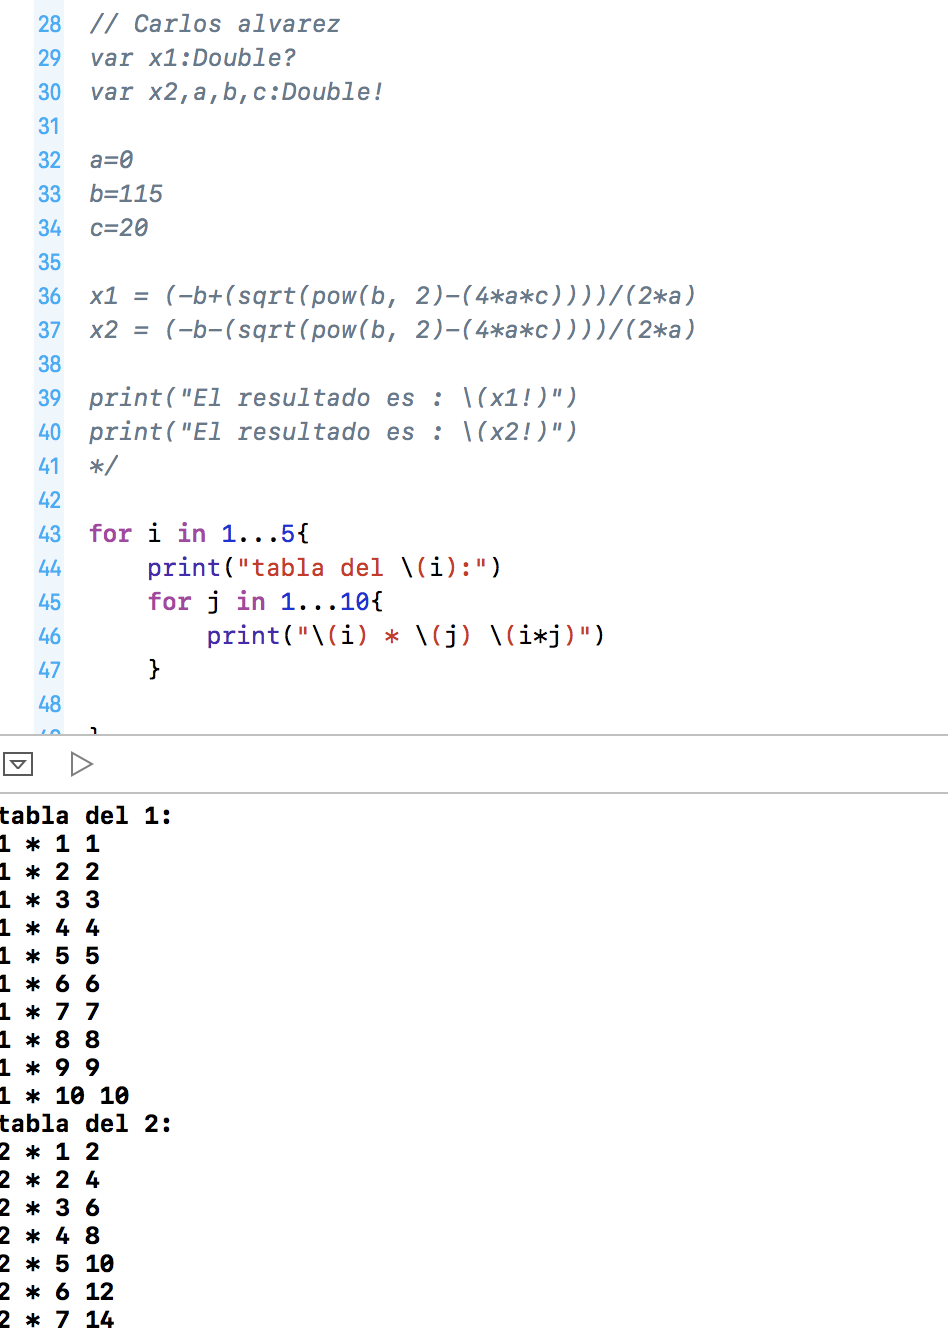 28 // Carlos alvarez
29 var x1:Double?
30 var x2,a,b,c:Double!
31
32 a=0
33 b=115
34 c=20
35
36 x1 = (-b+(sqrt(pow(b, 2)-(4*a*c))))/(2*a)
37 x2 = (-b-(sqrt(pow(b, 2)-(4*a*c))))/(2*a)
38
39 print("El resultado es : \(x1!)")
40 print("El resultado es : \(x2!)")
41 */
42
43 for i in 1...5{
44     print("tabla del \(i):")
45     for j in 1...10{
46         print("\(i) * \(j) \(i*j)")
47     }
48
49 }
tabla del 1:
1 * 1 1
1 * 2 2
1 * 3 3
1 * 4 4
1 * 5 5
1 * 6 6
1 * 7 7
1 * 8 8
1 * 9 9
1 * 10 10
tabla del 2:
2 * 1 2
2 * 2 4
2 * 3 6
2 * 4 8
2 * 5 10
2 * 6 12
2 * 7 14